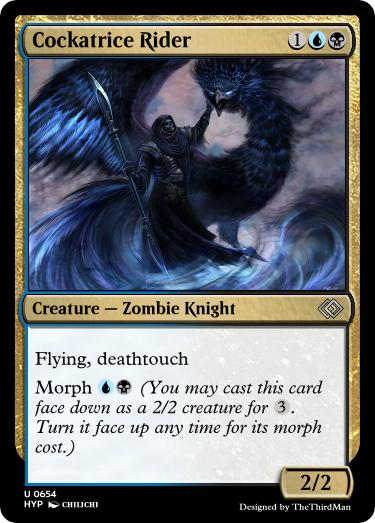 Cockatrice Rider 1
Creature — Zombie Knight
Flying, deathtouch
Morph (You may cast this card
face down as a 2/2 creature for 3.
Turn it face up any time for its morph
cost.)
2/2
U 0654
HYP CHILICHI
Designed by TheThirdMan